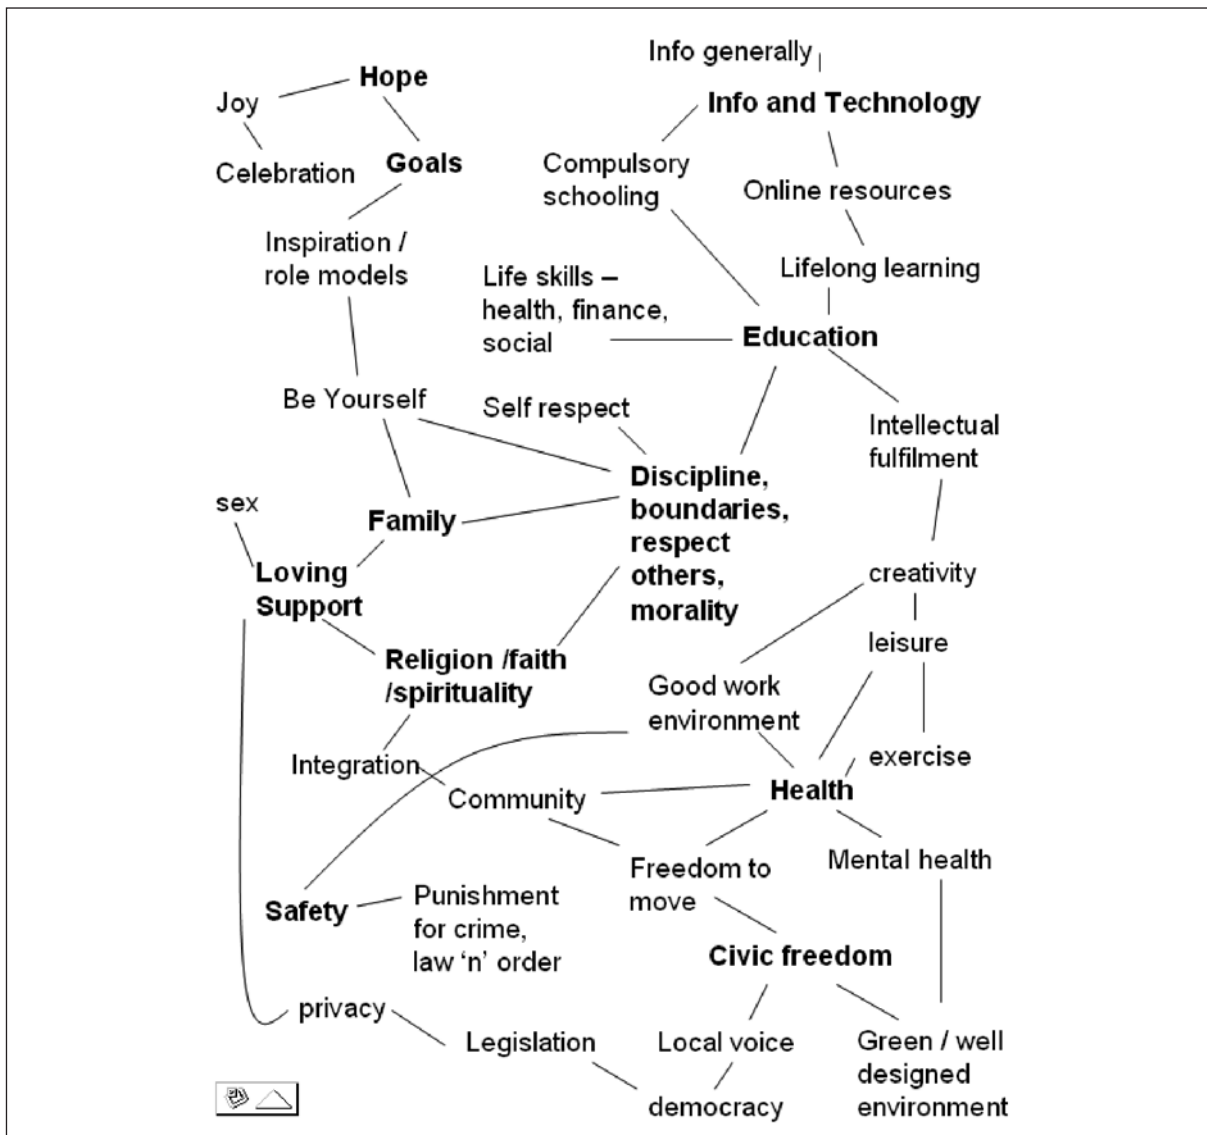 Info generally
Hope
Joy
Info and Technology
Celebration
Goals
Compulsory
schooling
Online resources
Inspiration /
role models
Life skills –
health, finance,
social
Lifelong learning
Education
Be Yourself
Self respect
Intellectual
fulfilment
Discipline,
boundaries,
respect
others,
morality
sex
Family
Loving
Support
creativity
leisure
Religion /faith
/spirituality
Good work
environment
Integration
exercise
Community
Health
Freedom to
move
Mental health
Safety
Punishment
for crime,
law ‘n’ order
Civic freedom
privacy
Legislation
Local voice
Green / well
designed
environment
democracy